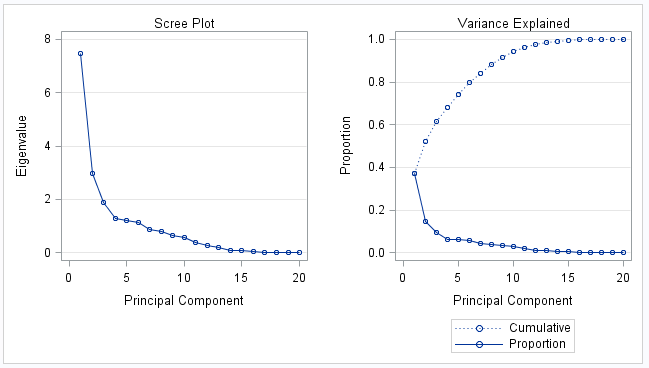 Scree Plot
Eigenvalue
8
6
4
2
0
0 5 10 15 20
Principal Component
Variance Explained
Proportion
1.0
0.8
0.6
0.4
0.2
0.0
0 5 10 15 20
Principal Component
Cumulative
Proportion